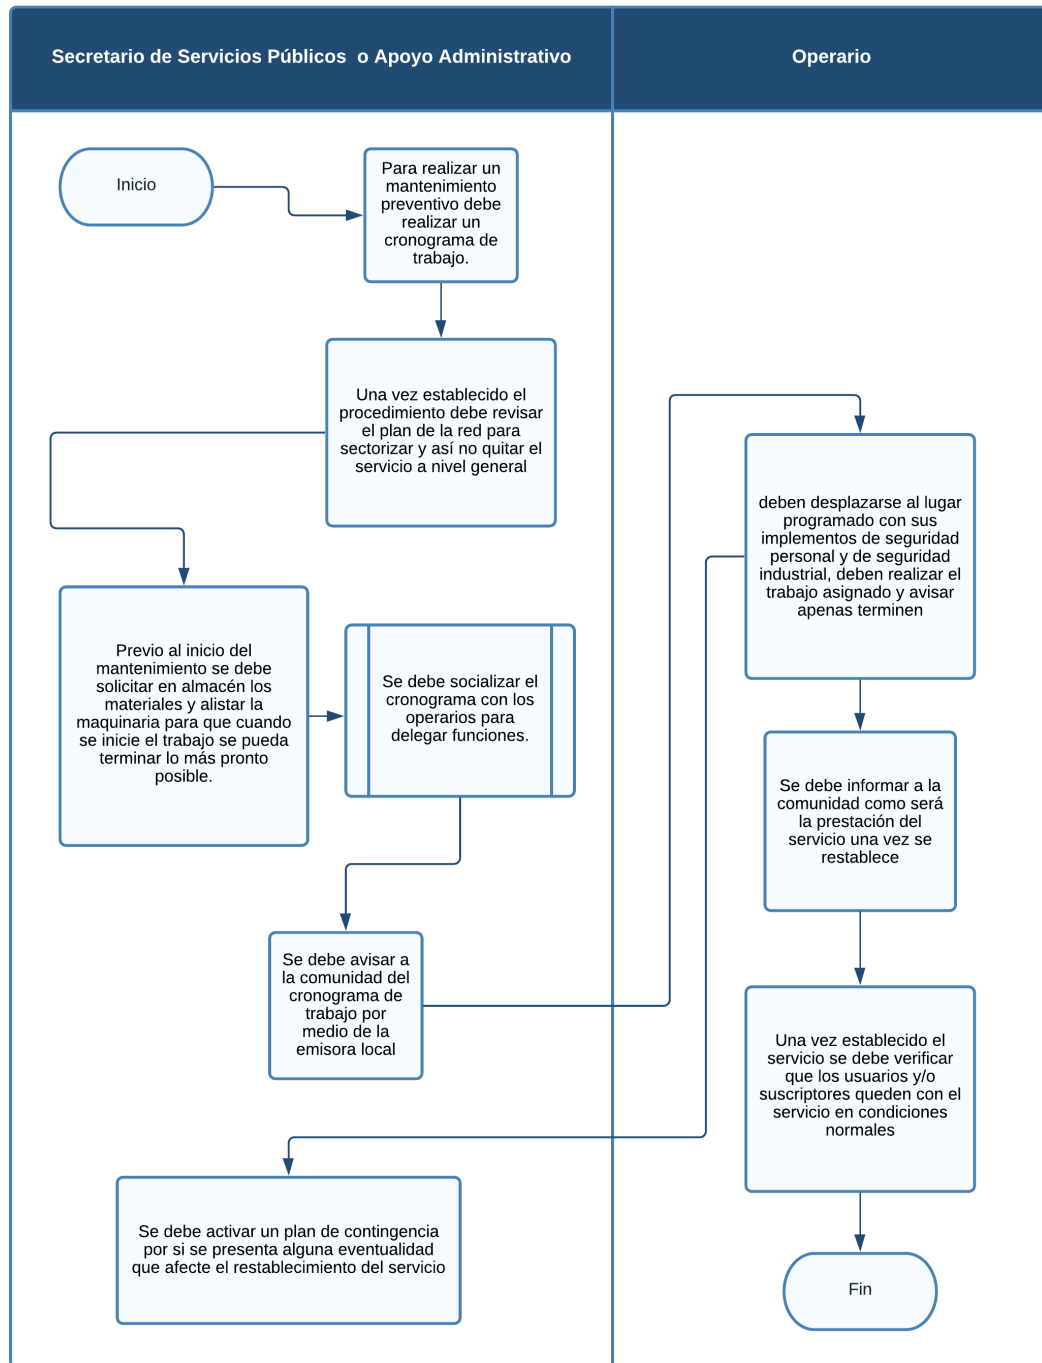 Secretario de Servicios Públicos  o Apoyo Administrativo
Operario
Inicio
Para realizar un
mantenimiento
preventivo debe
realizar un
cronograma de
trabajo.
Una vez establecido el
procedimiento debe revisar
el plan de la red para
sectorizar y así no quitar el
servicio a nivel general
Previo al inicio del
mantenimiento se debe
solicitar en almacén los
materiales y alistar la
maquinaria para que cuando
se inicie el trabajo se pueda
terminar lo más pronto
posible.
Se debe socializar el
cronograma con los
operarios para
delegar funciones.
Se debe avisar a
la comunidad del
cronograma de
trabajo por
medio de la
emisora local
deben desplazarse al lugar
programado con sus
implementos de seguridad
personal y de seguridad
industrial, deben realizar el
trabajo asignado y avisar
apenas terminen
Se debe activar un plan de contingencia
por si se presenta alguna eventualidad
que afecte el restablecimiento del servicio
Se debe informar a la
comunidad como será
la prestación del
servicio una vez se
restablece
Una vez establecido el
servicio se debe verificar
que los usuarios y/o
suscriptores queden con el
servicio en condiciones
normales
Fin